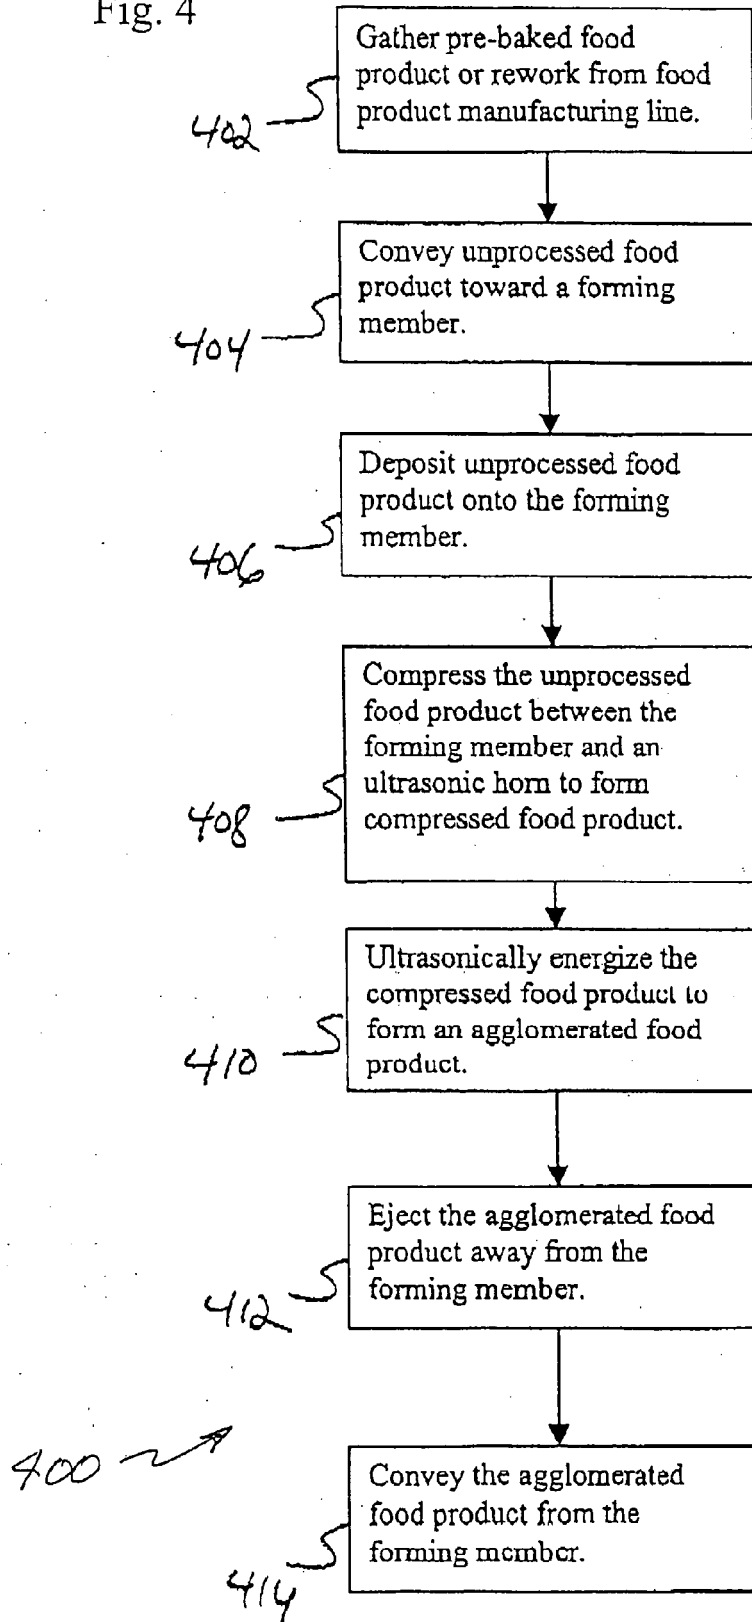 Fig. 4
Gather pre-baked food
product or rework from food
product manufacturing line.
402
Convey unprocessed food
product toward a forming
member.
404
Deposit unprocessed food
product onto the forming
member.
406
Compress the unprocessed
food product between the
forming member and an
ultrasonic horn to form
compressed food product.
408
Ultrasonically energize the
compressed food product to
form an agglomerated food
product.
410
Eject the agglomerated food
product away from the
forming member.
412
400
Convey the agglomerated
food product from the
forming member.
414